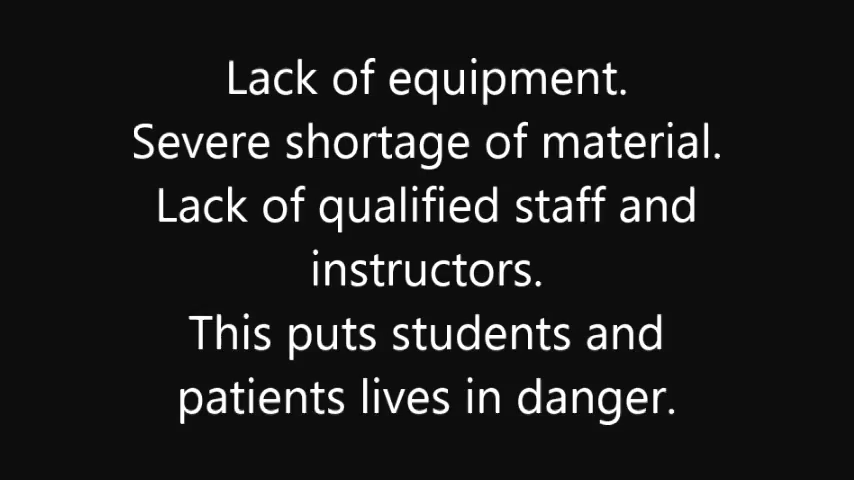 Lack of equipment.
Severe shortage of material.
Lack of qualified staff and
instructors.
This puts students and
patients lives in danger.